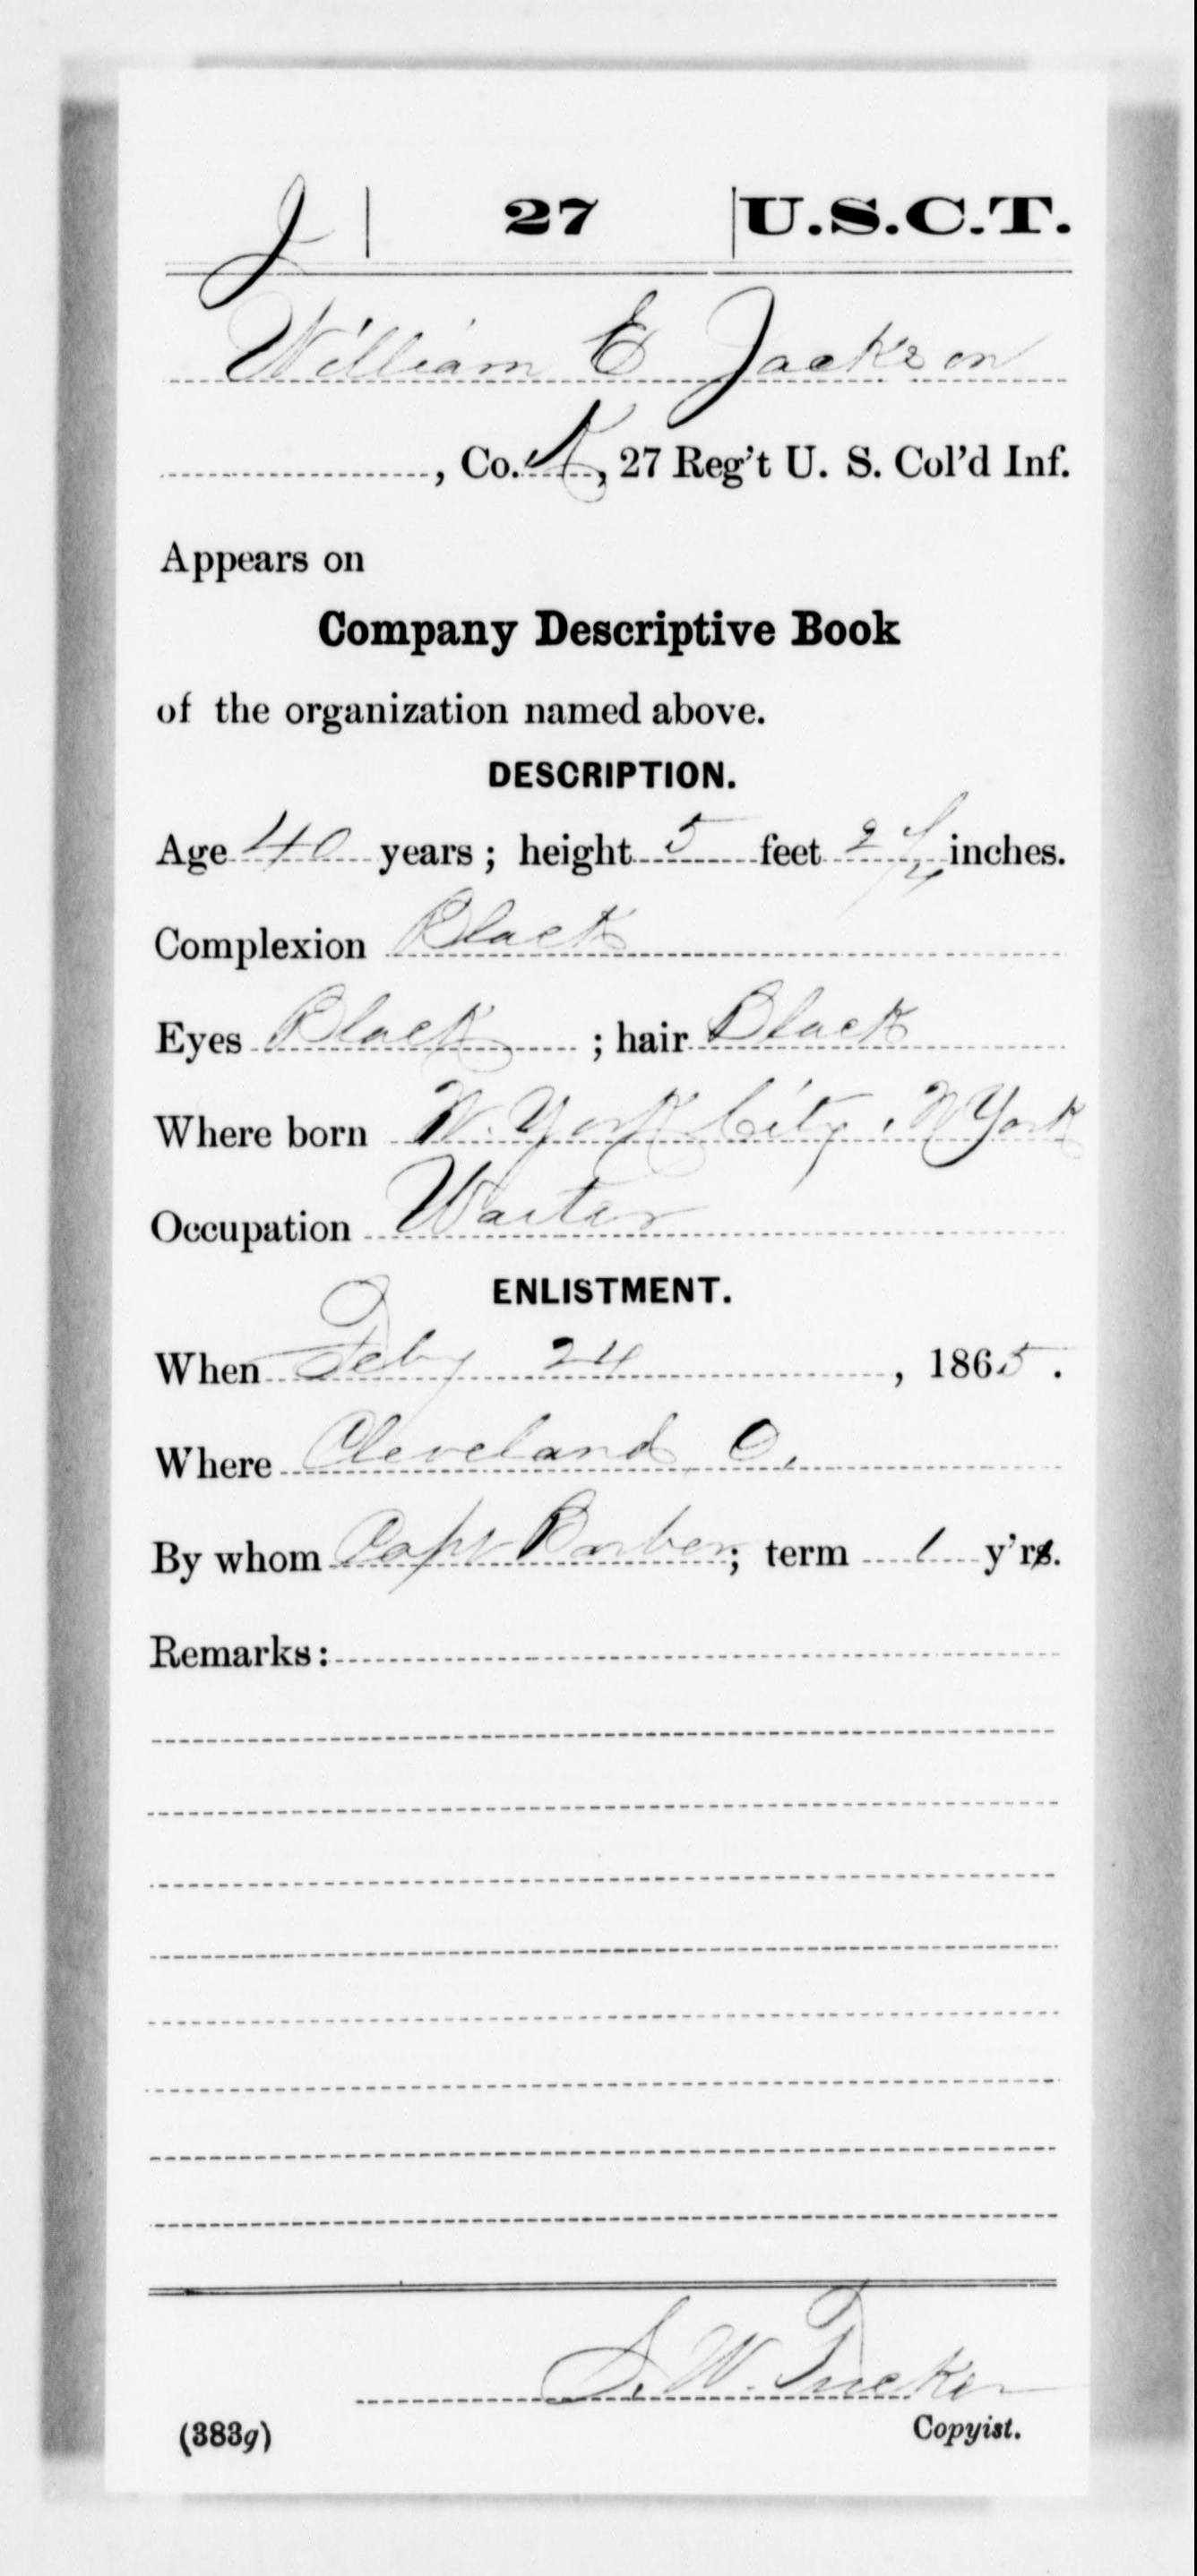 J | 27 | U.S.C.T.
William E Jackson
, Co. K, 27 Reg't U. S. Col'd Inf.
Appears on
Company Descriptive Book
of the organization named above.
DESCRIPTION.
Age 40 years; height 5 feet 2 1/4 inches.
Complexion Black
Eyes Black ; hair Black
Where born N. York City, N York
Occupation Waiter
ENLISTMENT.
When Feby 24, 1865.
Where Cleveland, O.
By whom Capt Barber; term 1 y'rs.
Remarks:
S. W. Tucker
(383g) Copyist.